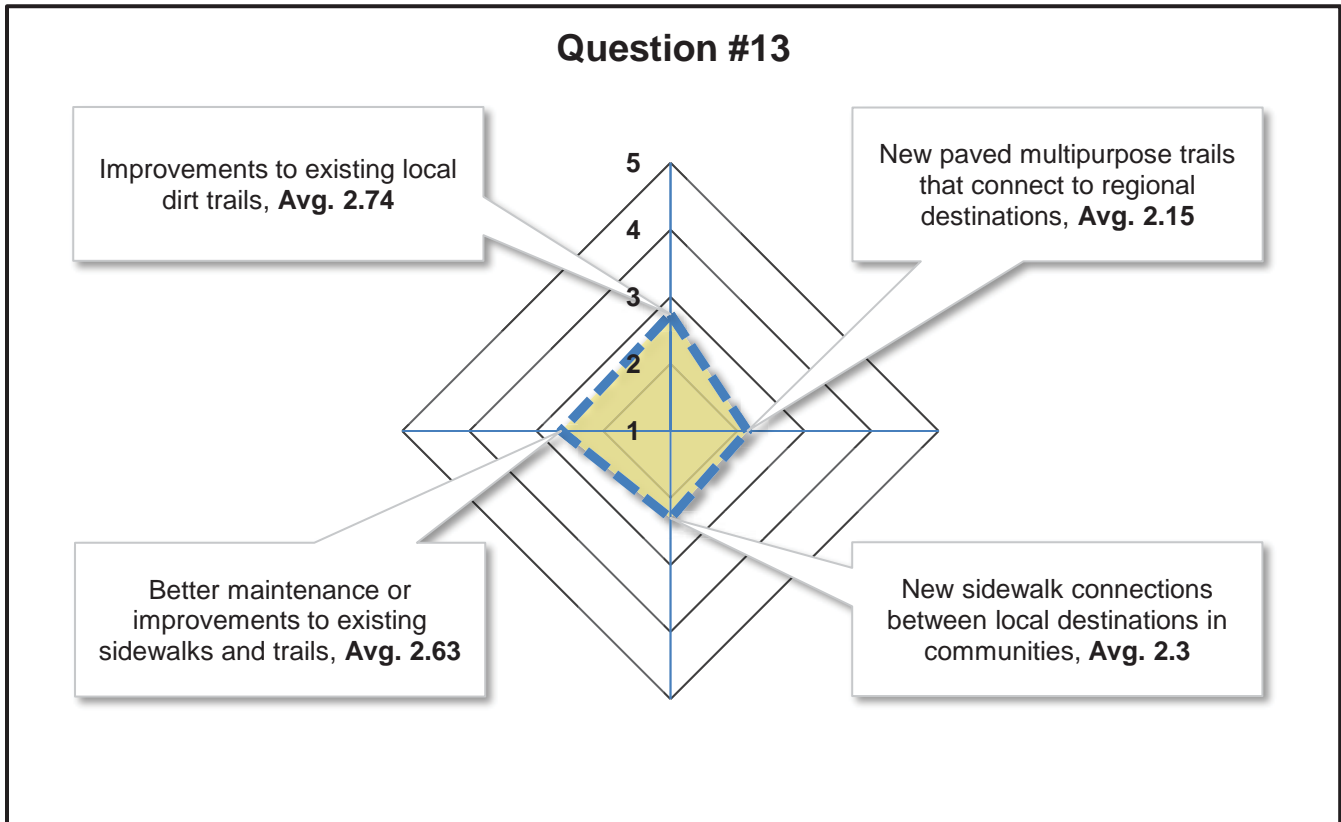 Question #13
Improvements to existing local
dirt trails, Avg. 2.74
New paved multipurpose trails
that connect to regional
destinations, Avg. 2.15
5
4
3
2
1
Better maintenance or
improvements to existing
sidewalks and trails, Avg. 2.63
New sidewalk connections
between local destinations in
communities, Avg. 2.3